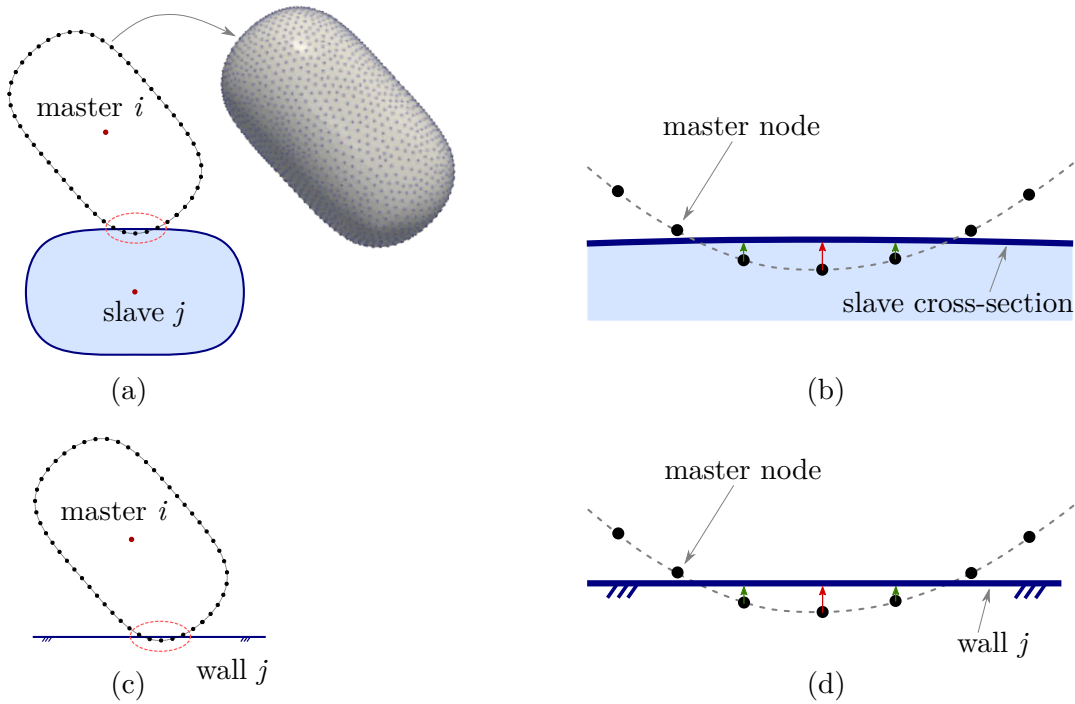 master i
slave j
(a)
master node
slave cross-section
(b)
master i
wall j
(c)
master node
wall j
(d)